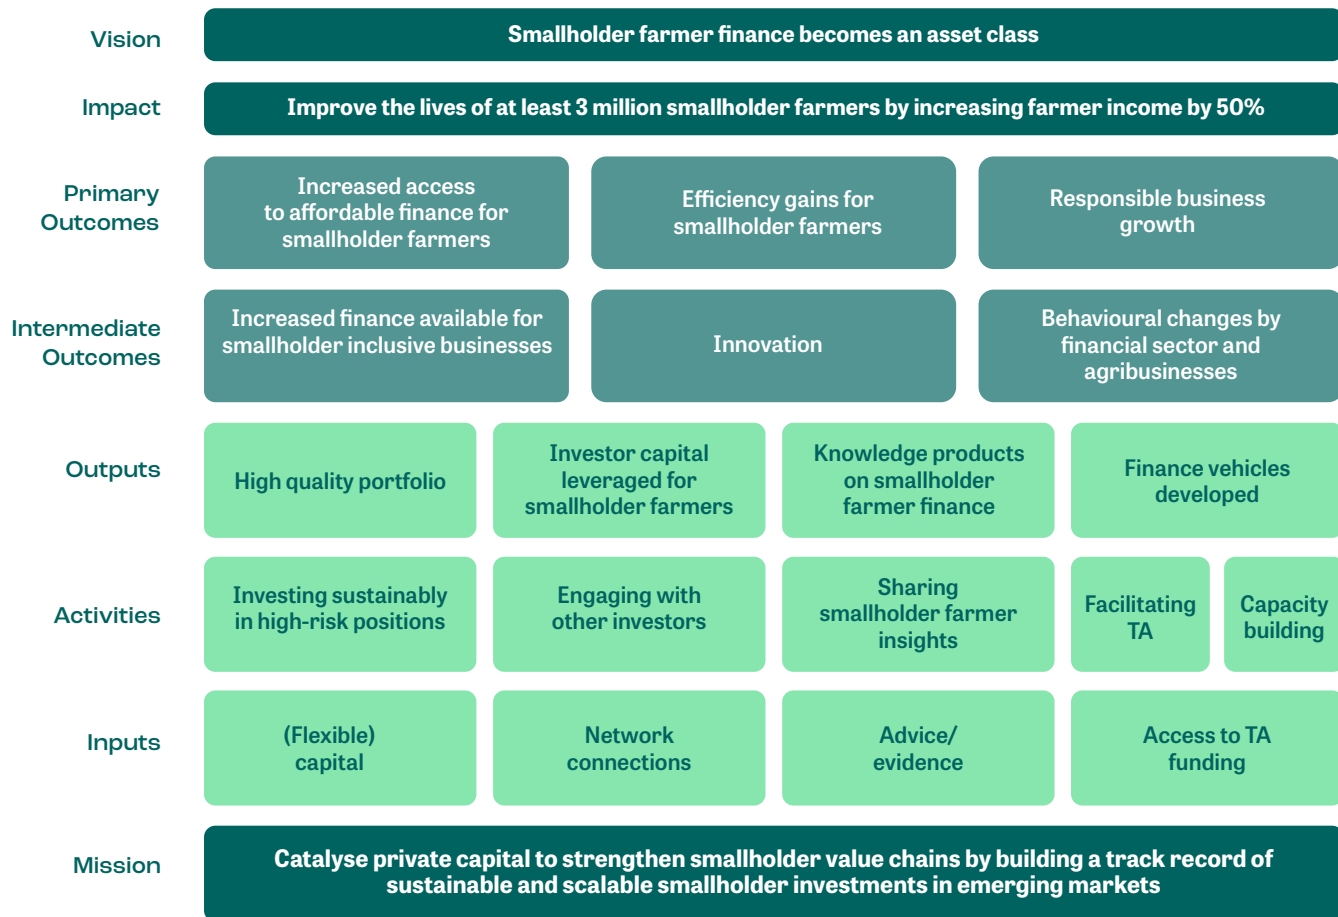 Vision
Smallholder farmer finance becomes an asset class
Impact
Improve the lives of at least 3 million smallholder farmers by increasing farmer income by 50%
Primary
Outcomes
Increased access
to affordable finance for
smallholder farmers
Efficiency gains for
smallholder farmers
Responsible business
growth
Intermediate
Outcomes
Increased finance available for
smallholder inclusive businesses
Innovation
Behavioural changes by
financial sector and
agribusinesses
Outputs
High quality portfolio
Investor capital
leveraged for
smallholder farmers
Knowledge products
on smallholder
farmer finance
Finance vehicles
developed
Activities
Investing sustainably
in high-risk positions
Engaging with
other investors
Sharing
smallholder farmer
insights
Facilitating
TA
Capacity
building
Inputs
(Flexible)
capital
Network
connections
Advice/
evidence
Access to TA
funding
Mission
Catalyse private capital to strengthen smallholder value chains by building a track record of
sustainable and scalable smallholder investments in emerging markets